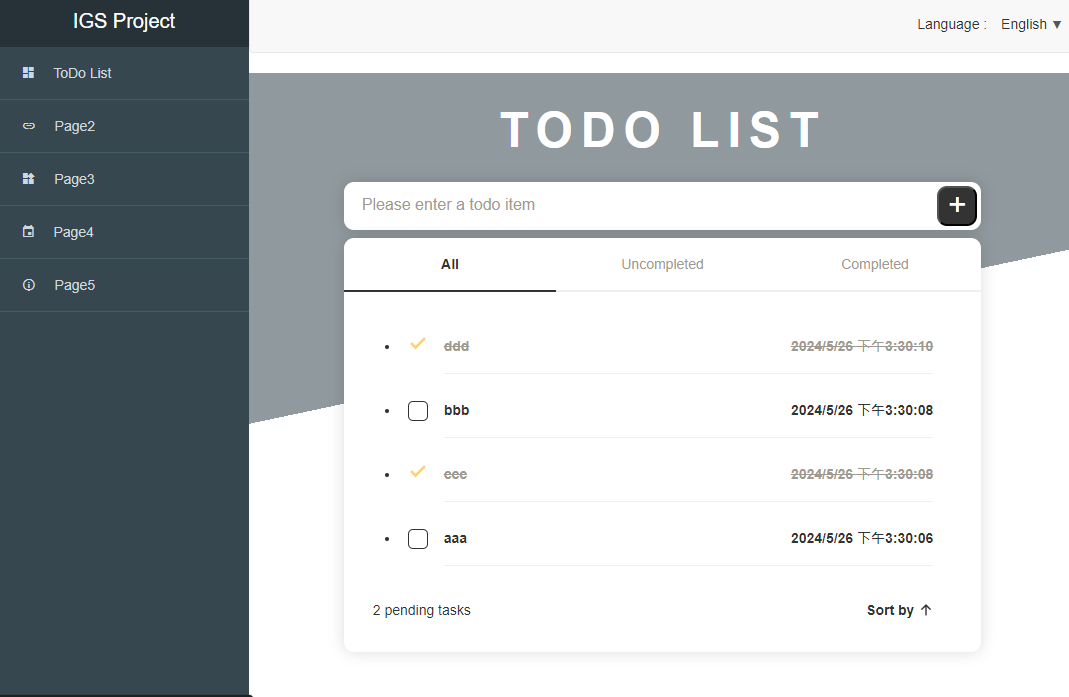 IGS Project
Language : English ▼
ToDo List
Page2
Page3
Page4
Page5
TODO LIST
Please enter a todo item
All Uncompleted Completed
ddd 2024/5/26 下午3:30:10
bbb 2024/5/26 下午3:30:08
ccc 2024/5/26 下午3:30:08
aaa 2024/5/26 下午3:30:06
2 pending tasks Sort by ↑